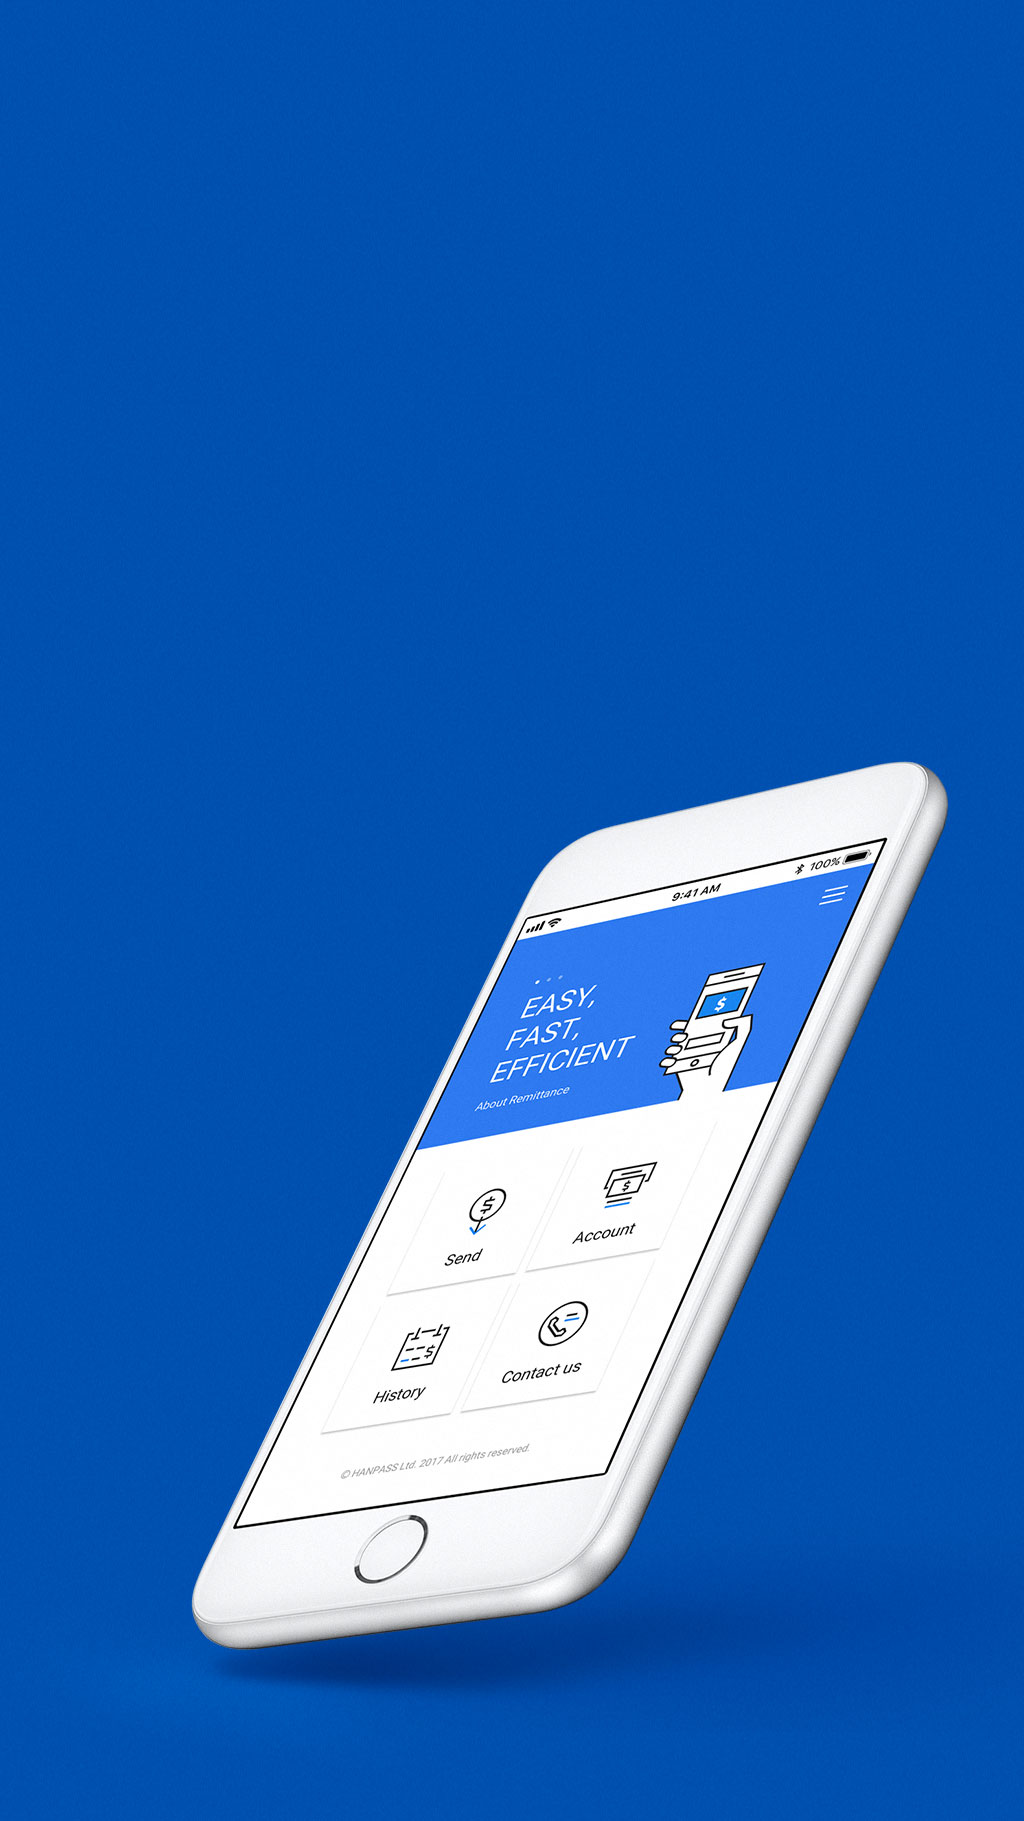 9:41 AM
100%
EASY,
FAST,
EFFICIENT
About Remittance
$
$
Send
$
Account
$
History
Contact us
© HANPASS Ltd. 2017 All rights reserved.